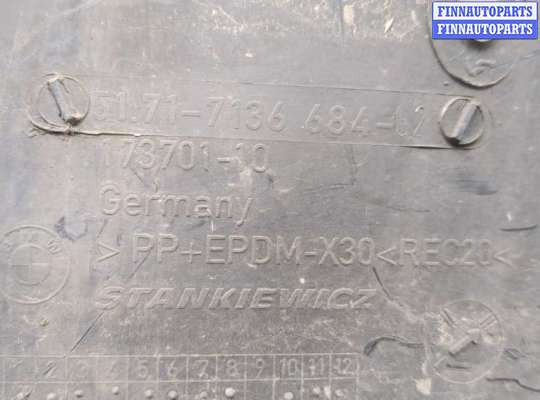 FINNAUTOPARTS
FINNAUTOPARTS
51.71-7136 684-02
173701-10
Germany
>PP+EPDM-X30<REC20<
STANKIEWICZ
1 2 3 4 5 6 7 8 9 10 11 12